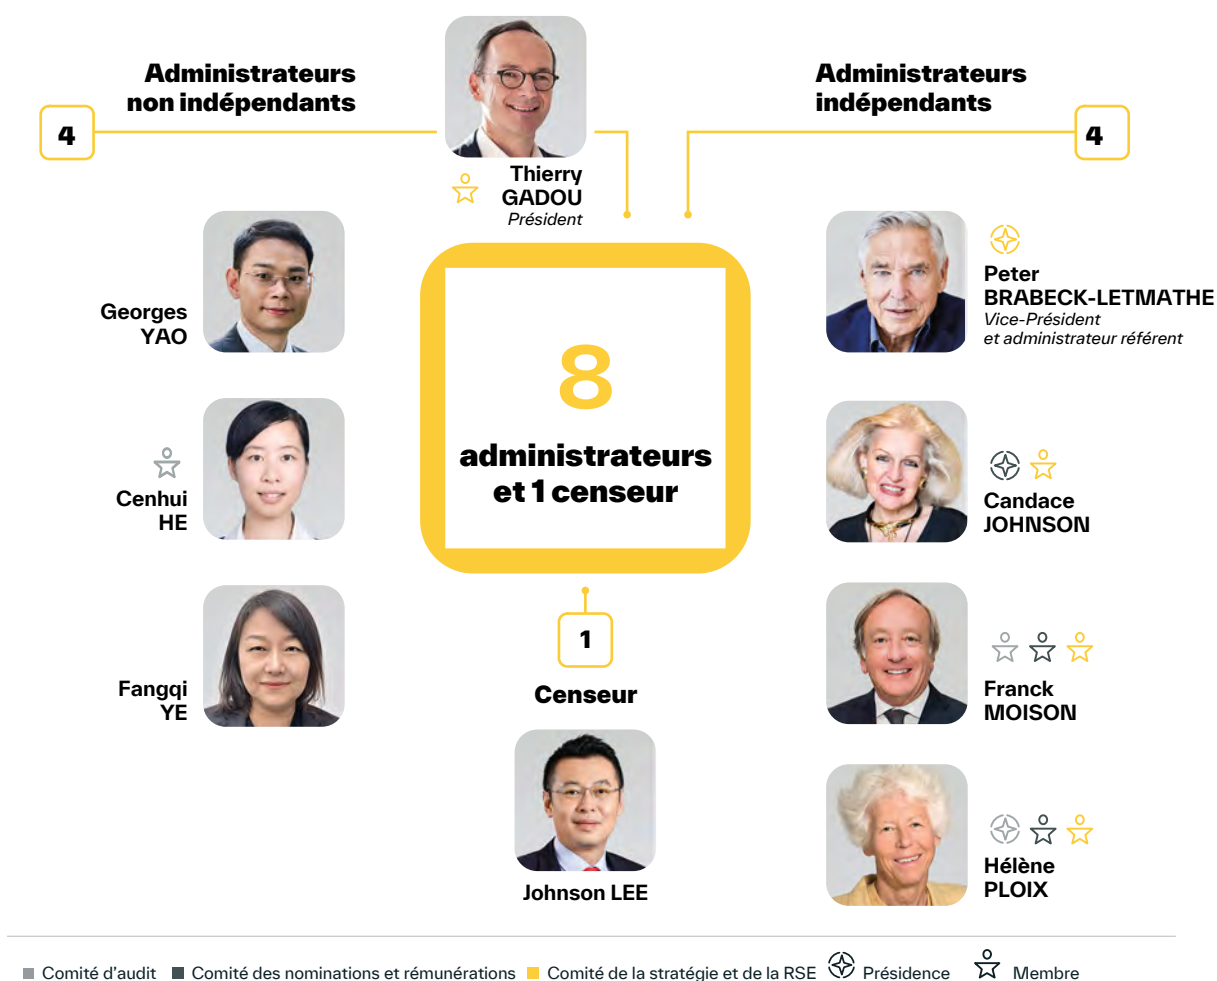 Administrateurs
non indépendants
4
Thierry
GADOU
Président
Administrateurs
indépendants
4
Georges
YAO
Cenhui
HE
Fangqi
YE
8
administrateurs
et 1 censeur
1
Censeur
Johnson LEE
Peter
BRABECK-LETMATHE
Vice-Président
et administrateur référent
Candace
JOHNSON
Franck
MOISON
Hélène
PLOIX
Comité d'audit Comité des nominations et rémunérations Comité de la stratégie et de la RSE Présidence Membre